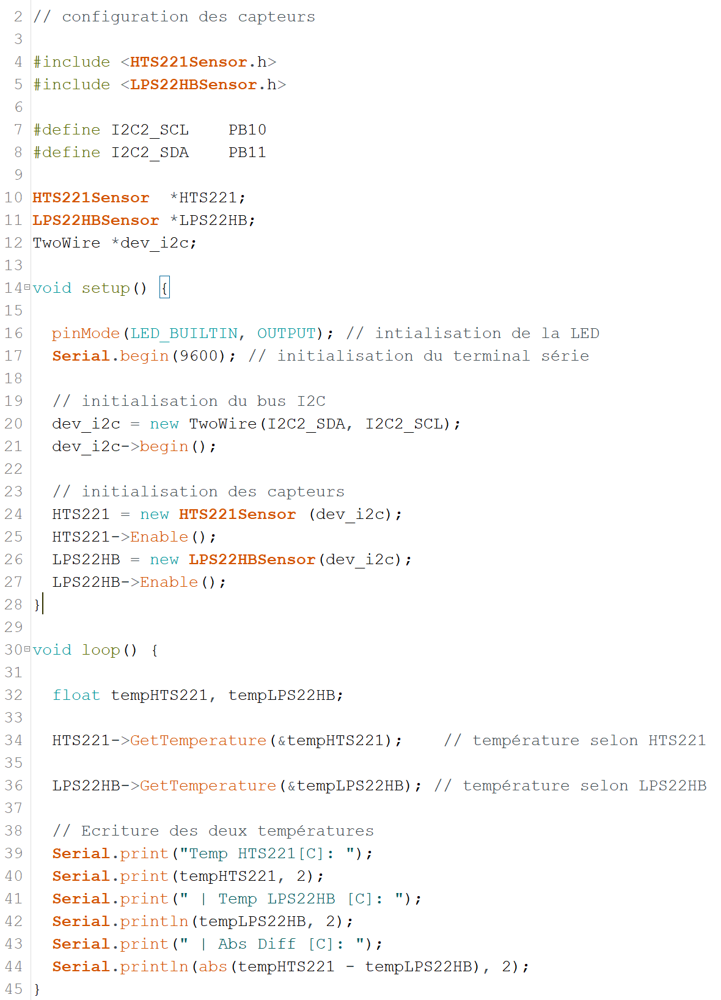 2 // configuration des capteurs
3
4 #include <HTS221Sensor.h>
5 #include <LPS22HBSensor.h>
6
7 #define I2C2_SCL    PB10
8 #define I2C2_SDA    PB11
9
10 HTS221Sensor  *HTS221;
11 LPS22HBSensor *LPS22HB;
12 TwoWire *dev_i2c;
13
14 void setup() {
15
16   pinMode(LED_BUILTIN, OUTPUT); // intialisation de la LED
17   Serial.begin(9600); // initialisation du terminal série
18
19   // initialisation du bus I2C
20   dev_i2c = new TwoWire(I2C2_SDA, I2C2_SCL);
21   dev_i2c->begin();
22
23   // initialisation des capteurs
24   HTS221 = new HTS221Sensor (dev_i2c);
25   HTS221->Enable();
26   LPS22HB = new LPS22HBSensor(dev_i2c);
27   LPS22HB->Enable();
28 }
29
30 void loop() {
31
32   float tempHTS221, tempLPS22HB;
33
34   HTS221->GetTemperature(&tempHTS221);    // température selon HTS221
35
36   LPS22HB->GetTemperature(&tempLPS22HB); // température selon LPS22HB
37
38   // Ecriture des deux températures
39   Serial.print("Temp HTS221[C]: ");
40   Serial.print(tempHTS221, 2);
41   Serial.print(" | Temp LPS22HB [C]: ");
42   Serial.println(tempLPS22HB, 2);
43   Serial.print(" | Abs Diff [C]: ");
44   Serial.println(abs(tempHTS221 - tempLPS22HB), 2);
45 }